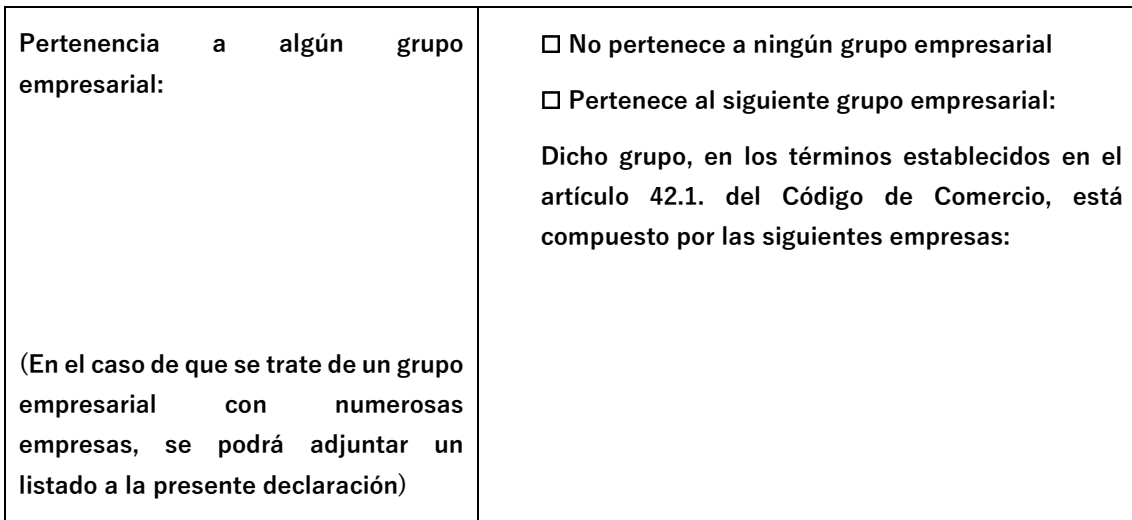 Pertenencia a algún grupo
empresarial:
(En el caso de que se trate de un grupo
empresarial con numerosas
empresas, se podrá adjuntar un
listado a la presente declaración)
☐ No pertenece a ningún grupo empresarial
☐ Pertenece al siguiente grupo empresarial:
Dicho grupo, en los términos establecidos en el
artículo 42.1. del Código de Comercio, está
compuesto por las siguientes empresas: